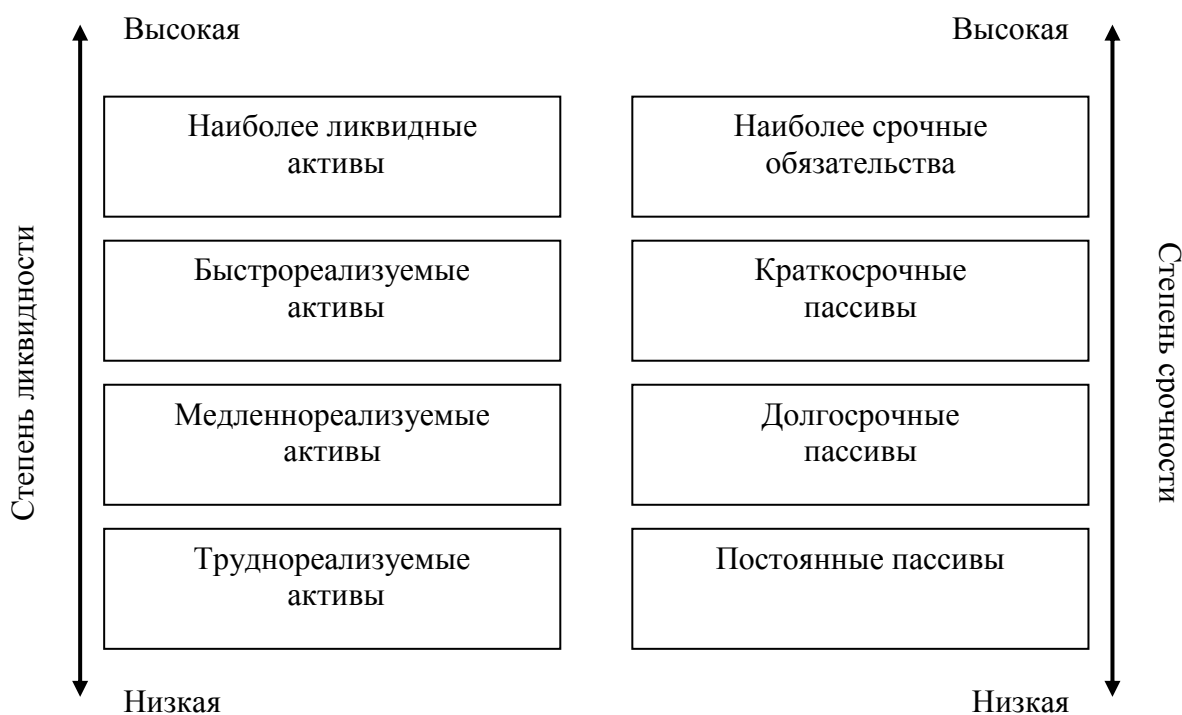 Высокая
Высокая
Наиболее ликвидные
активы
Наиболее срочные
обязательства
Быстрореализуемые
активы
Краткосрочные
пассивы
Медленнореализуемые
активы
Долгосрочные
пассивы
Труднореализуемые
активы
Постоянные пассивы
Степень ликвидности
Степень срочности
Низкая
Низкая